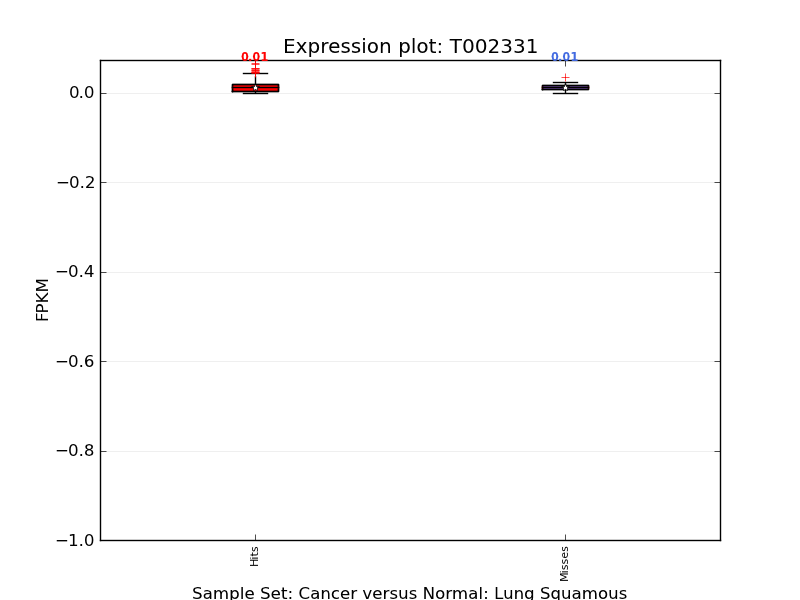 Expression plot: T002331
0.01 0.01
0.0
−0.2
−0.4
−0.6
−0.8
−1.0
FPKM
Hits
Misses
Sample Set: Cancer versus Normal: Lung Squamous